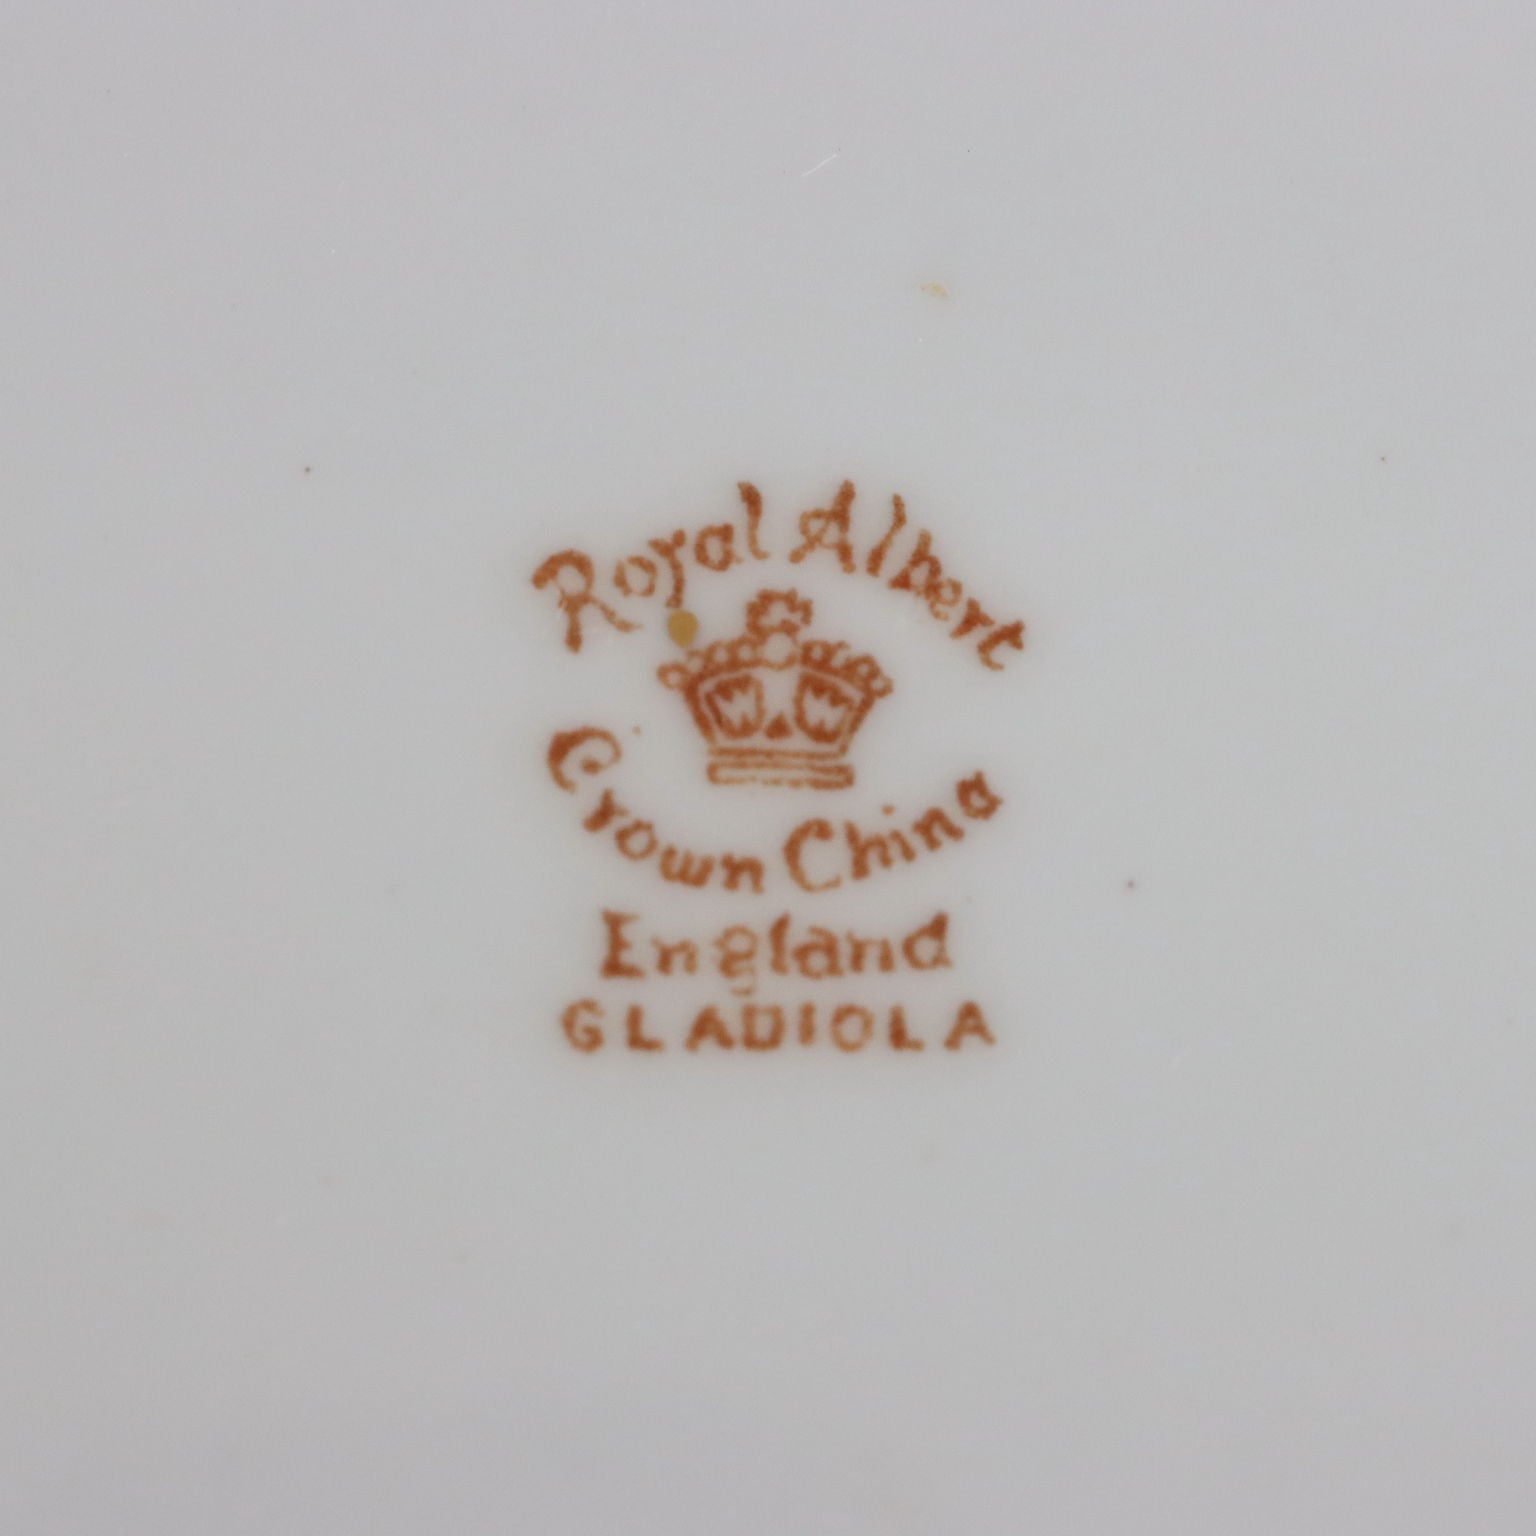 Royal Albert
Crown China
England
GLADIOLA